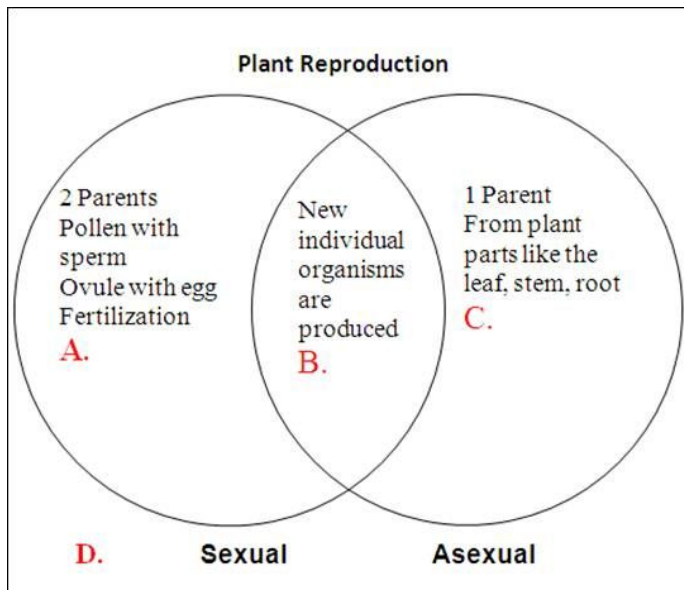 Plant Reproduction
2 Parents
Pollen with
sperm
Ovule with egg
Fertilization
A.
New
individual
organisms
are
produced
B.
1 Parent
From plant
parts like the
leaf, stem, root
C.
D.
Sexual
Asexual